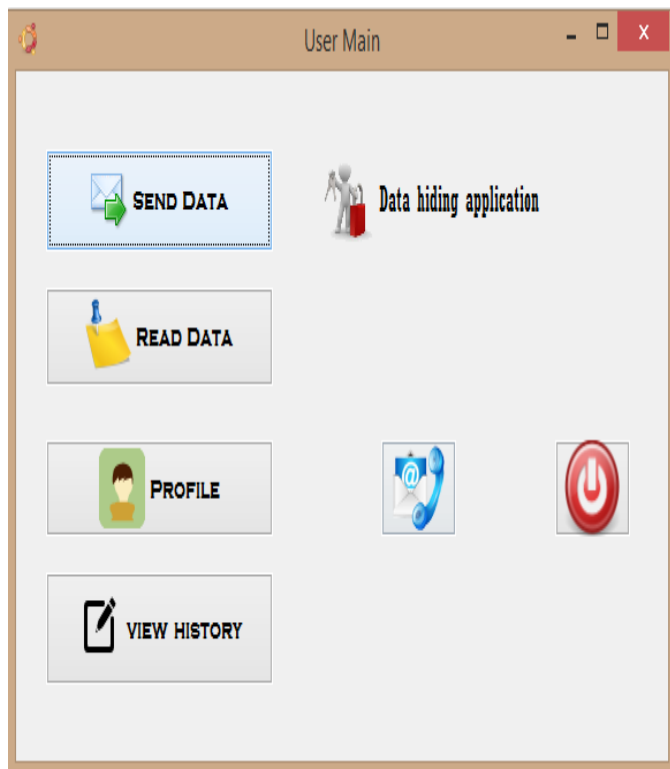 User Main
SEND DATA
Data hiding application
READ DATA
PROFILE
VIEW HISTORY